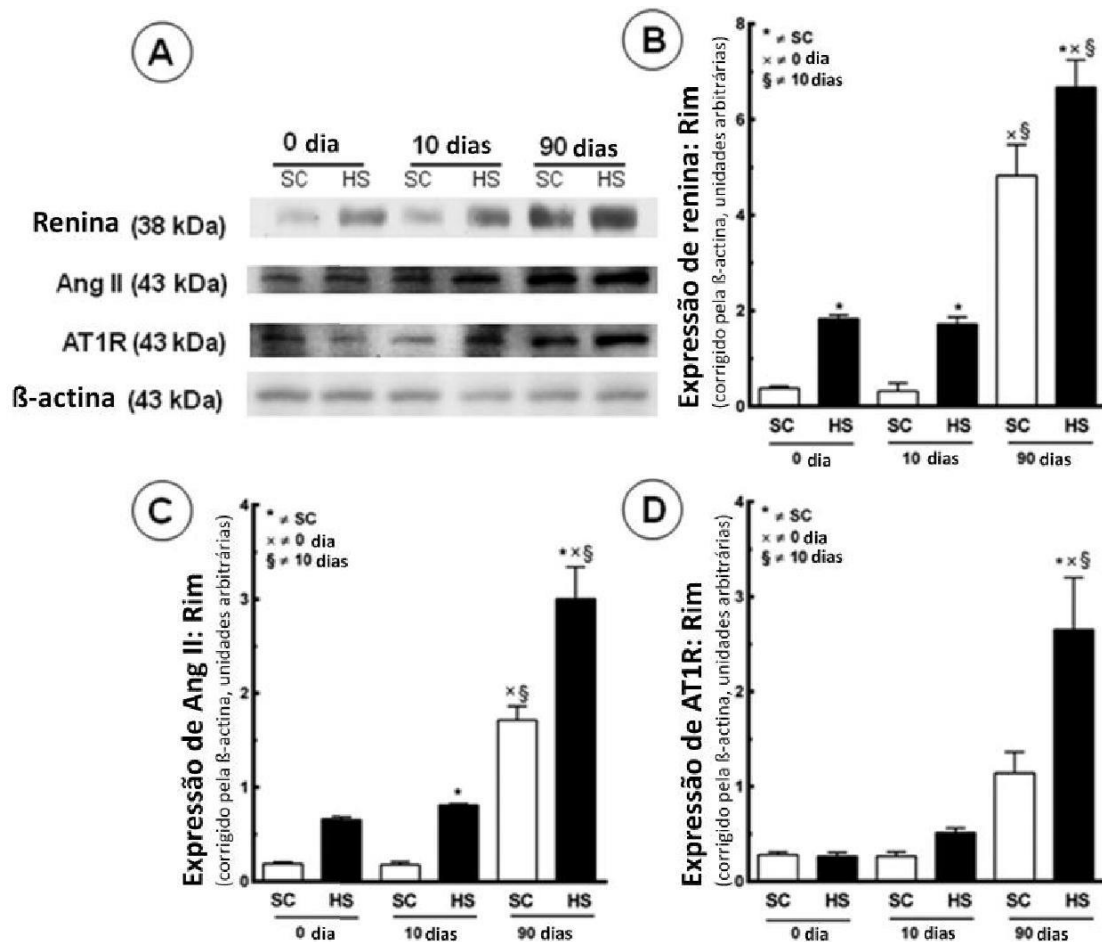 A
0 dia 10 dias 90 dias
SC HS SC HS SC HS
Renina (38 kDa)
Ang II (43 kDa)
AT1R (43 kDa)
ß-actina (43 kDa)
B
Expressão de renina: Rim
(corrigido pela ß-actina, unidades arbitrárias)
8
6
4
2
0
* ≠ SC
× ≠ 0 dia
§ ≠ 10 dias
*
*
×§
*×§
SC HS SC HS SC HS
0 dia 10 dias 90 dias
C
Expressão de Ang II: Rim
(corrigido pela ß-actina, unidades arbitrárias)
4
3
2
1
0
* ≠ SC
× ≠ 0 dia
§ ≠ 10 dias
*
×§
*×§
SC HS SC HS SC HS
0 dia 10 dias 90 dias
D
Expressão de AT1R: Rim
(corrigido pela ß-actina, unidades arbitrárias)
4
3
2
1
0
* ≠ SC
× ≠ 0 dia
§ ≠ 10 dias
*×§
SC HS SC HS SC HS
0 dia 10 dias 90 dias